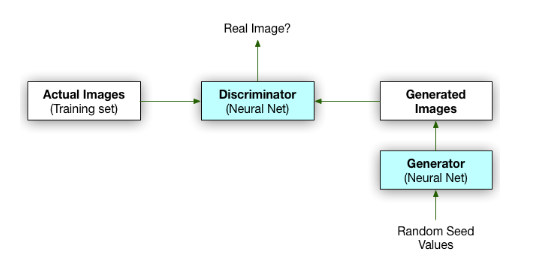 Real Image?
Actual Images
(Training set)
Discriminator
(Neural Net)
Generated
Images
Generator
(Neural Net)
Random Seed
Values